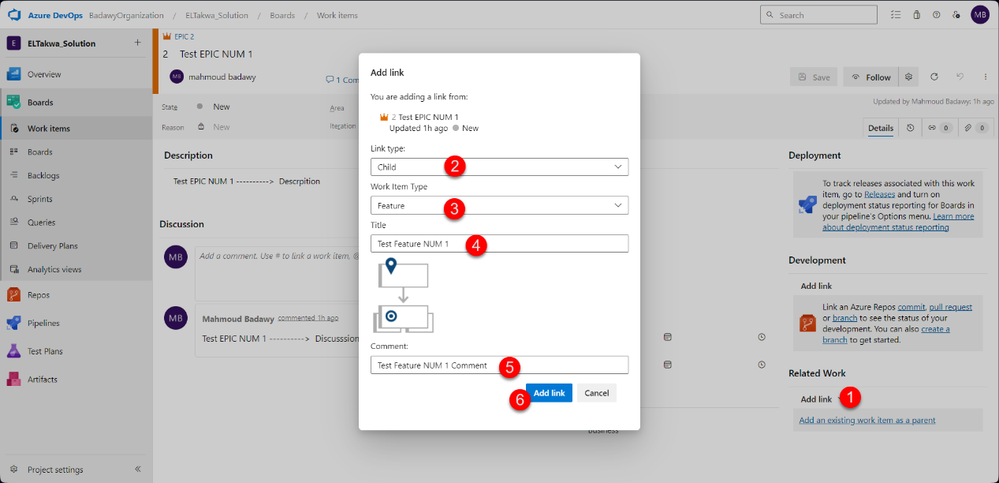 Azure DevOps BadawyOrganization / ELTakwa_Solution / Boards / Work items
Search
MB
E ELTakwa_Solution +
Overview
Boards
Work items
Boards
Backlogs
Sprints
Queries
Delivery Plans
Analytics views
Repos
Pipelines
Test Plans
Artifacts
Project settings
EPIC 2
2 Test EPIC NUM 1
MB mahmoud badawy
1 Com
Save
Follow
Updated by Mahmoud Badawy: 1h ago
State New
Area
Reason New
Iteration
Details
0
0
Description
Test EPIC NUM 1 ----------> Descrpition
Discussion
MB
Add a comment. Use # to link a work item, @
MB
Mahmoud Badawy commented 1h ago
Test EPIC NUM 1 ----------> Discusssion
Add link
You are adding a link from:
2 Test EPIC NUM 1
Updated 1h ago New
Link type:
Child
2
Work Item Type
Feature
3
Title
Test Feature NUM 1
4
Comment:
Test Feature NUM 1 Comment
5
6
Add link
Cancel
Business
Deployment
To track releases associated with this work
item, go to Releases and turn on
deployment status reporting for Boards in
your pipeline's Options menu. Learn more
about deployment status reporting
Development
Add link
Link an Azure Repos commit, pull request
or branch to see the status of your
development. You can also create a
branch to get started.
Related Work
Add link
1
Add an existing work item as a parent